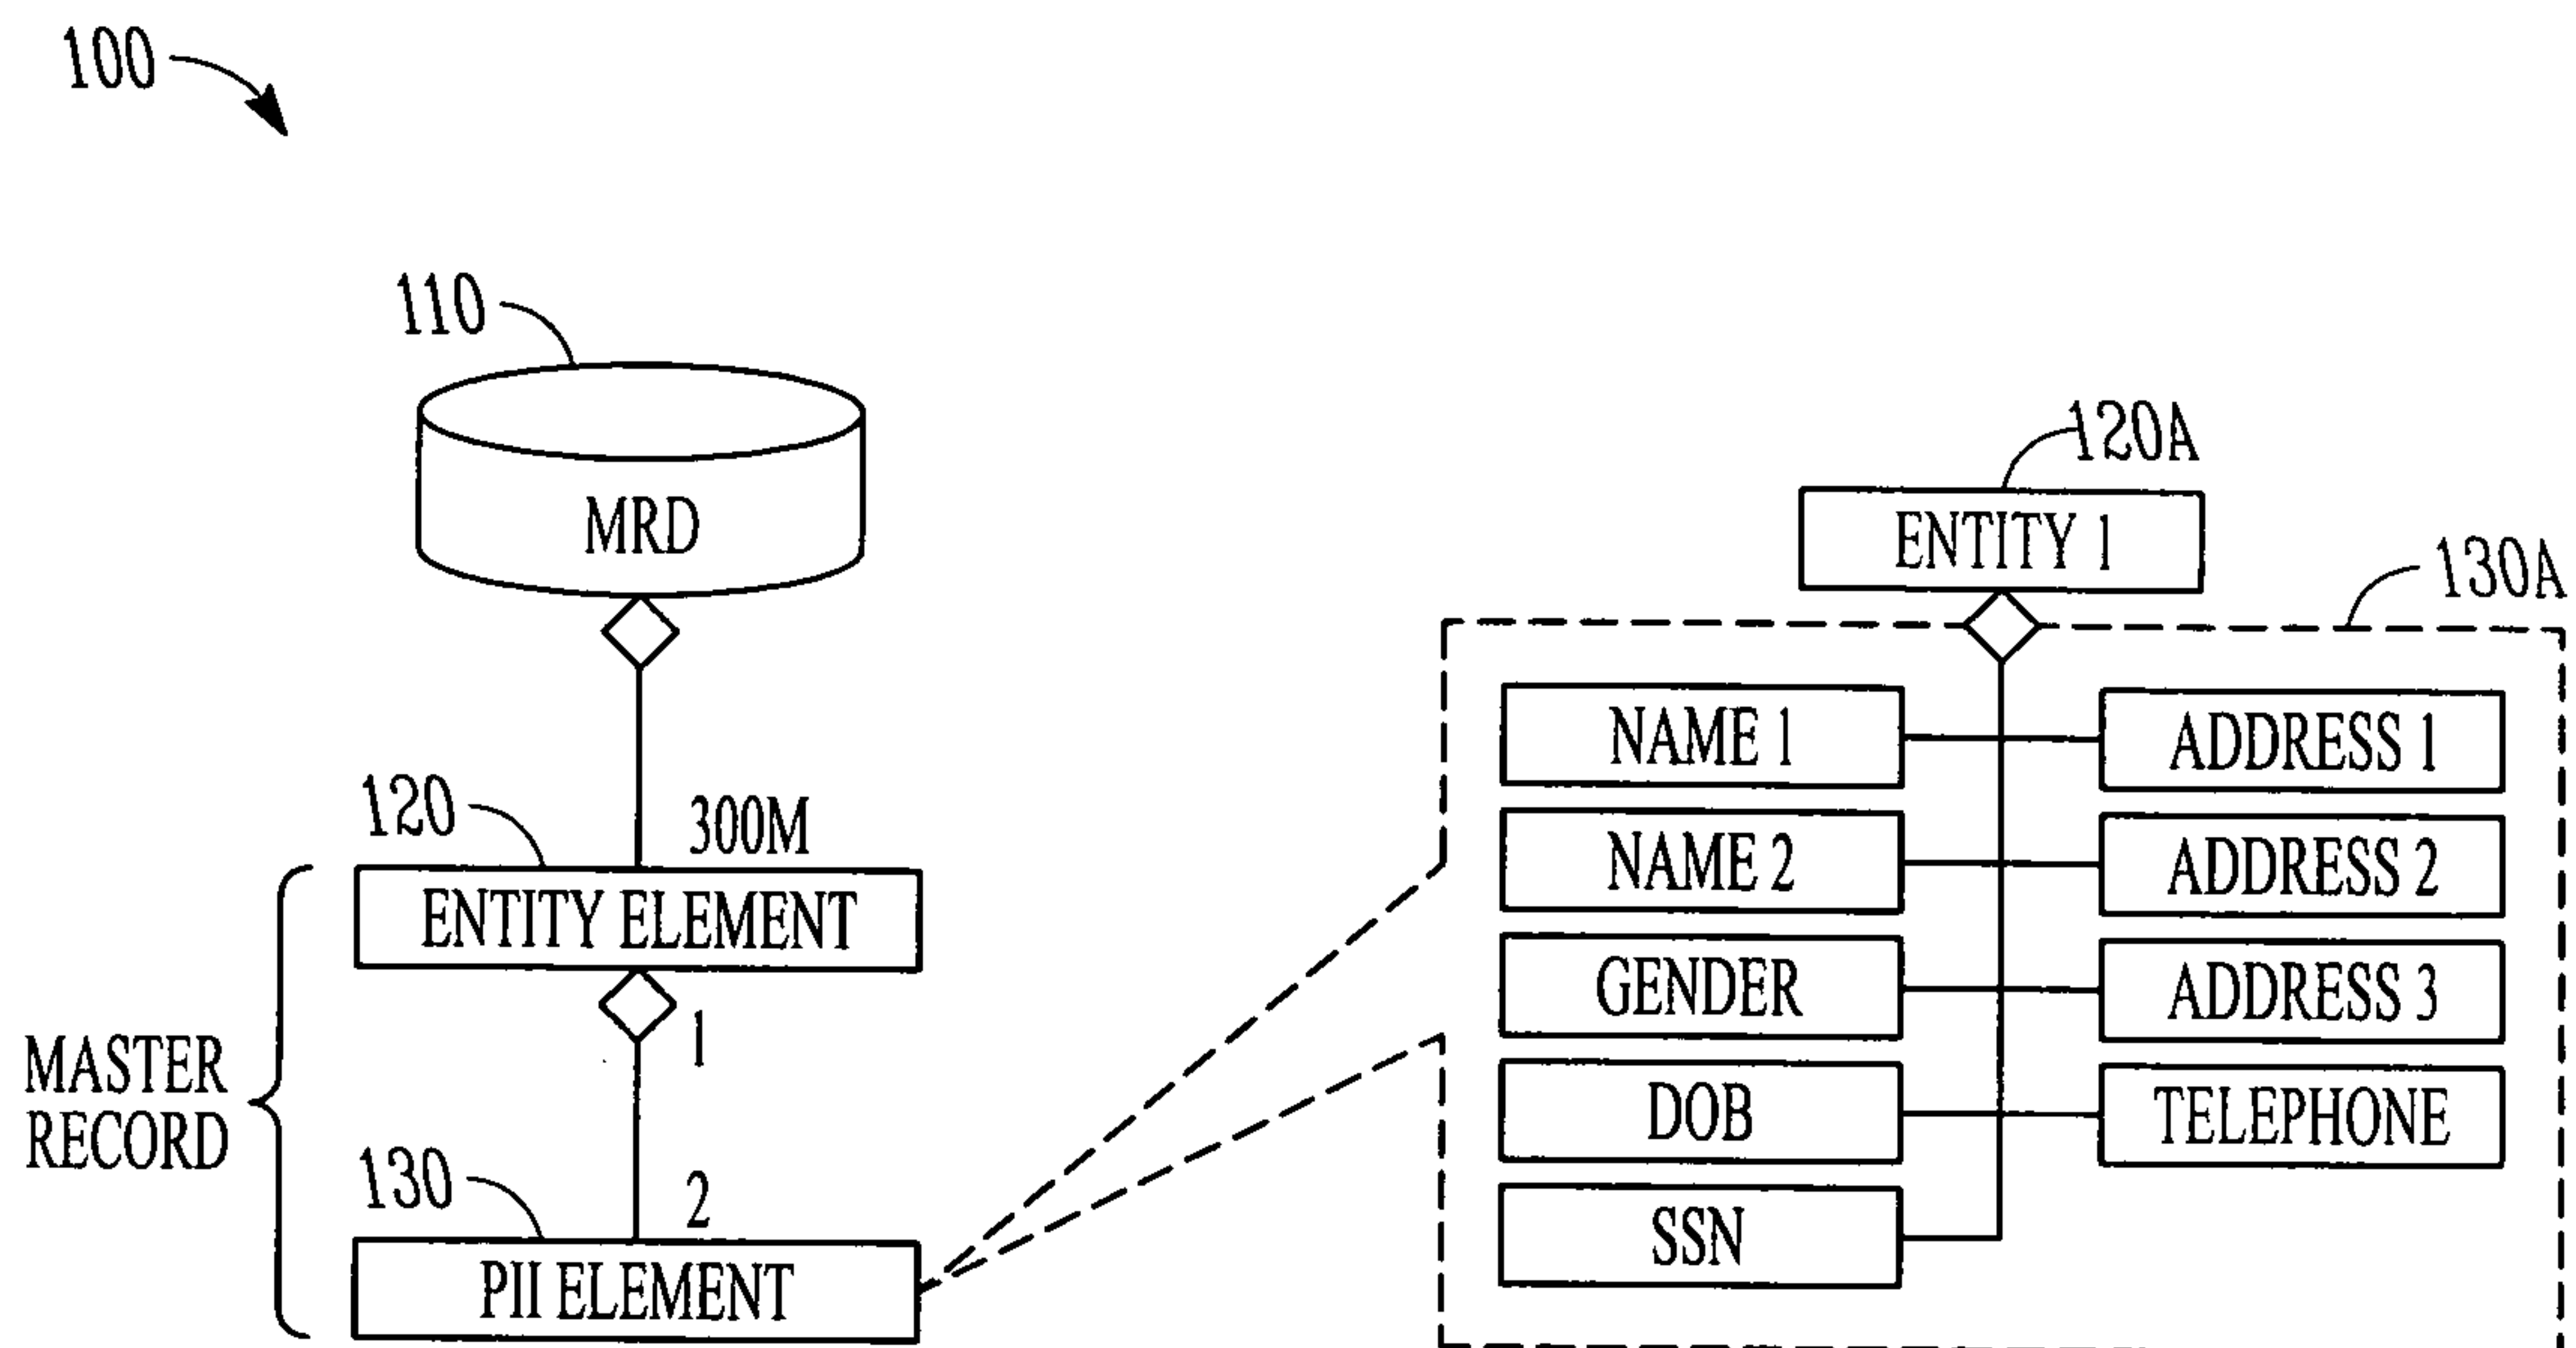 100
110
MRD
120
300M
ENTITY ELEMENT
1
MASTER
RECORD
130
2
PII ELEMENT
120A
ENTITY 1
130A
NAME 1
ADDRESS 1
NAME 2
ADDRESS 2
GENDER
ADDRESS 3
DOB
TELEPHONE
SSN